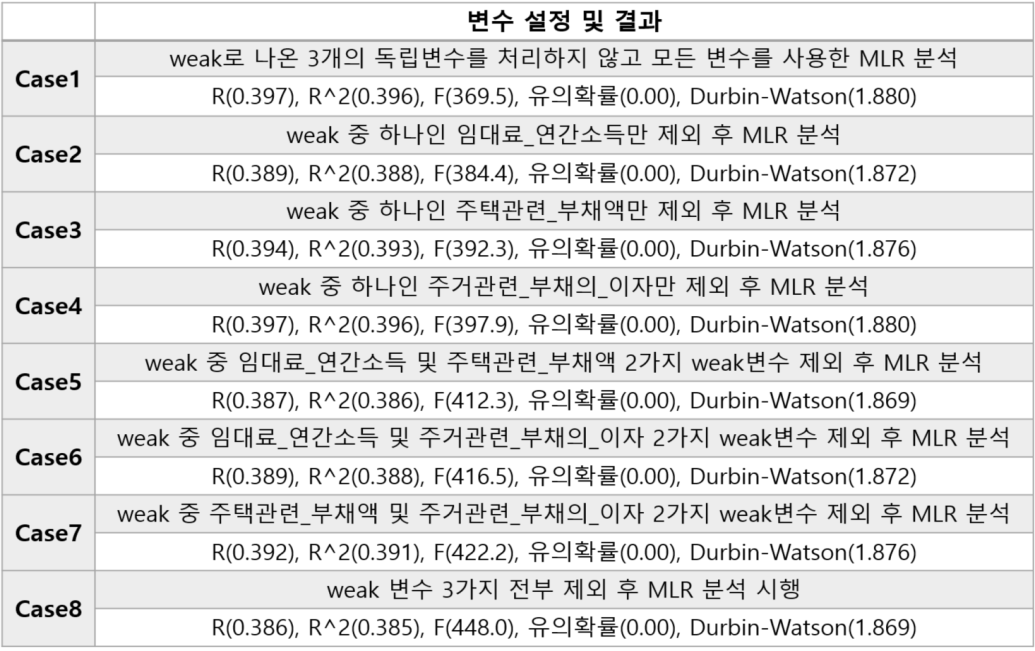 변수 설정 및 결과
Case1
weak로 나온 3개의 독립변수를 처리하지 않고 모든 변수를 사용한 MLR 분석
R(0.397), R^2(0.396), F(369.5), 유의확률(0.00), Durbin-Watson(1.880)
Case2
weak 중 하나인 임대료_연간소득만 제외 후 MLR 분석
R(0.389), R^2(0.388), F(384.4), 유의확률(0.00), Durbin-Watson(1.872)
Case3
weak 중 하나인 주택관련_부채액만 제외 후 MLR 분석
R(0.394), R^2(0.393), F(392.3), 유의확률(0.00), Durbin-Watson(1.876)
Case4
weak 중 하나인 주거관련_부채의_이자만 제외 후 MLR 분석
R(0.397), R^2(0.396), F(397.9), 유의확률(0.00), Durbin-Watson(1.880)
Case5
weak 중 임대료_연간소득 및 주택관련_부채액 2가지 weak변수 제외 후 MLR 분석
R(0.387), R^2(0.386), F(412.3), 유의확률(0.00), Durbin-Watson(1.869)
Case6
weak 중 임대료_연간소득 및 주거관련_부채의_이자 2가지 weak변수 제외 후 MLR 분석
R(0.389), R^2(0.388), F(416.5), 유의확률(0.00), Durbin-Watson(1.872)
Case7
weak 중 주택관련_부채액 및 주거관련_부채의_이자 2가지 weak변수 제외 후 MLR 분석
R(0.392), R^2(0.391), F(422.2), 유의확률(0.00), Durbin-Watson(1.876)
Case8
weak 변수 3가지 전부 제외 후 MLR 분석 시행
R(0.386), R^2(0.385), F(448.0), 유의확률(0.00), Durbin-Watson(1.869)